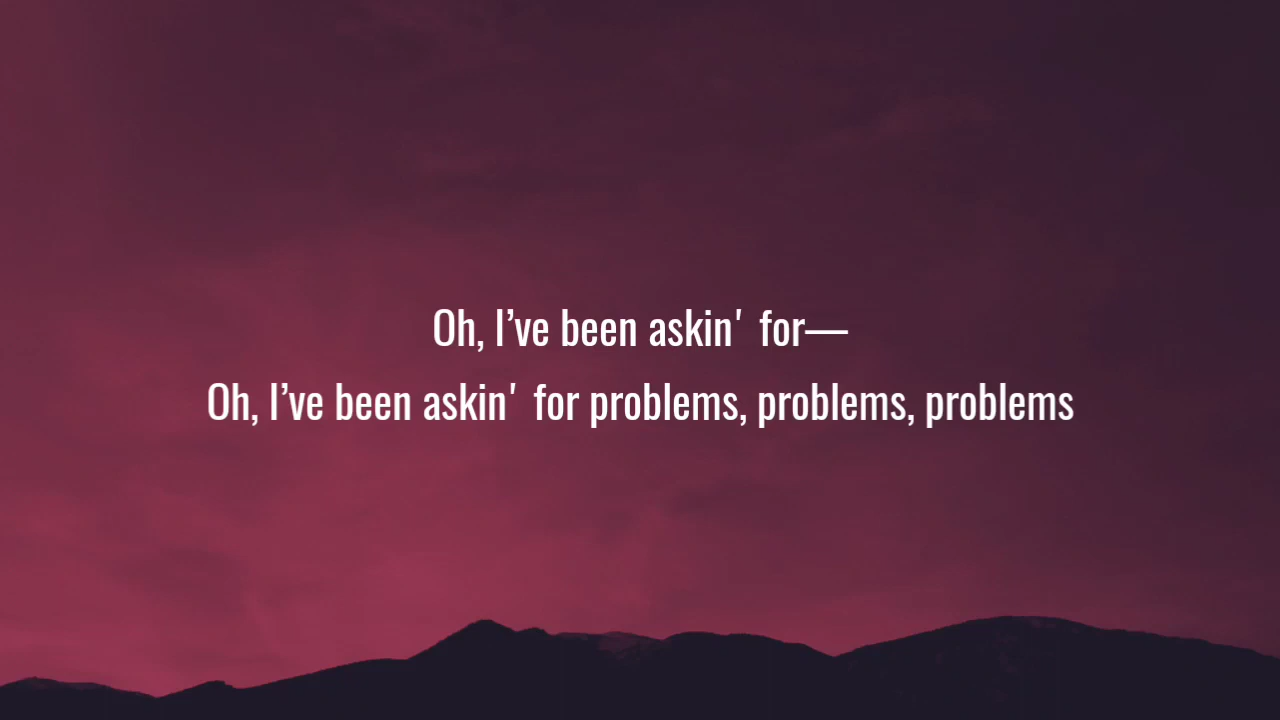 Oh, I’ve been askin' for—
Oh, I’ve been askin' for problems, problems, problems